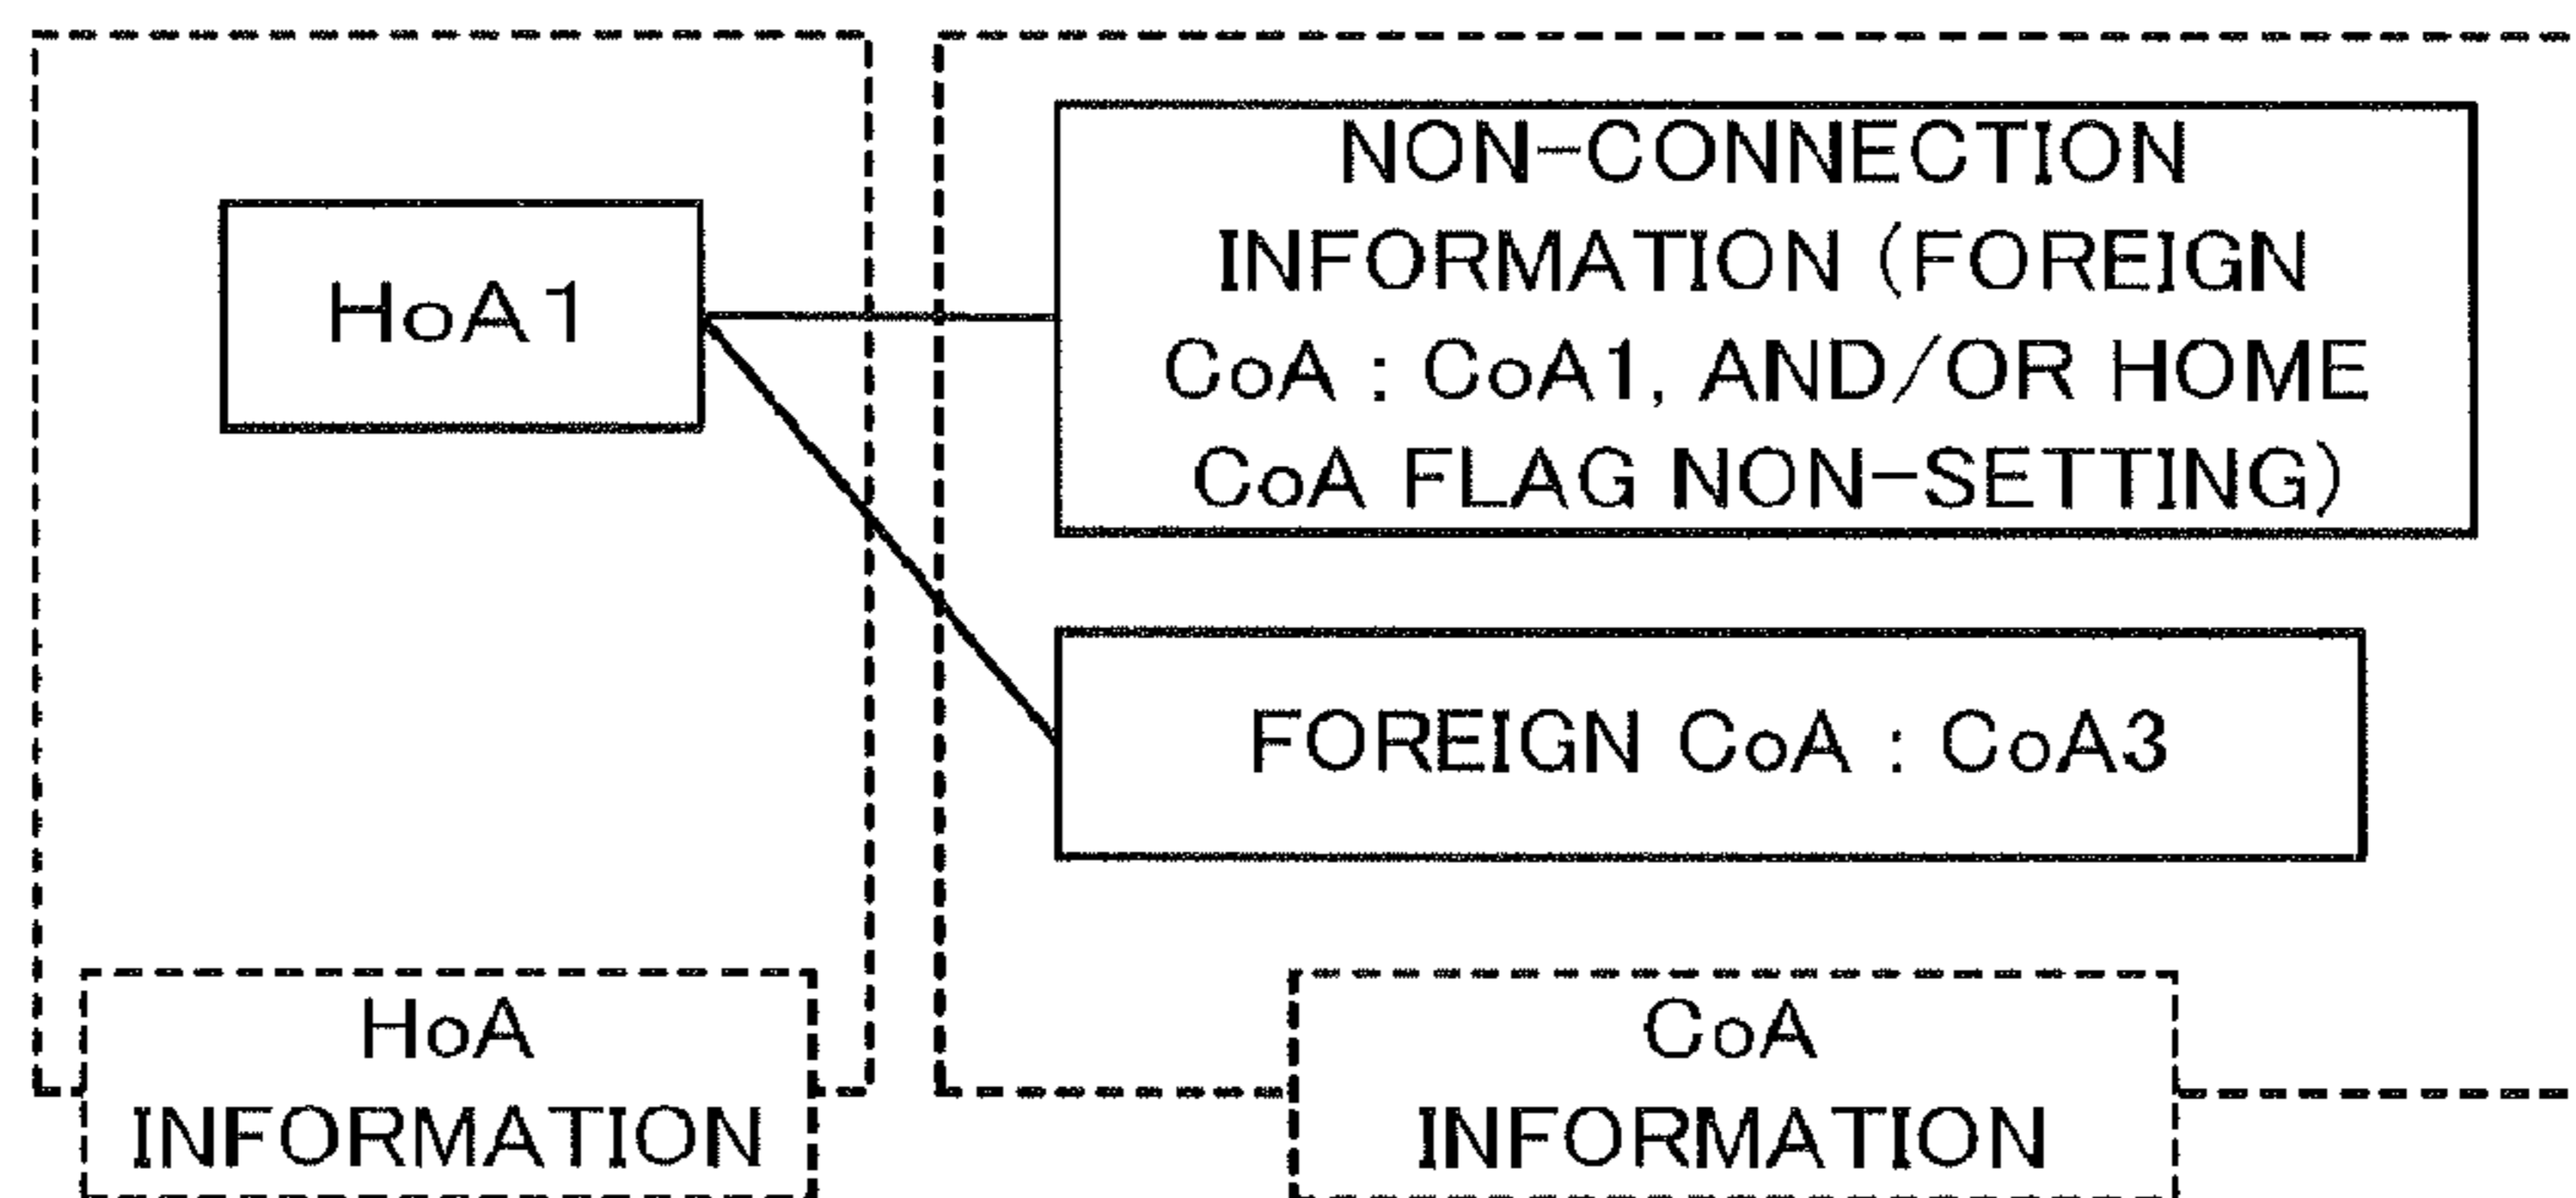 HoA1
NON-CONNECTION
INFORMATION (FOREIGN
CoA : CoA1, AND/OR HOME
CoA FLAG NON-SETTING)
FOREIGN CoA : CoA3
HoA
INFORMATION
CoA
INFORMATION